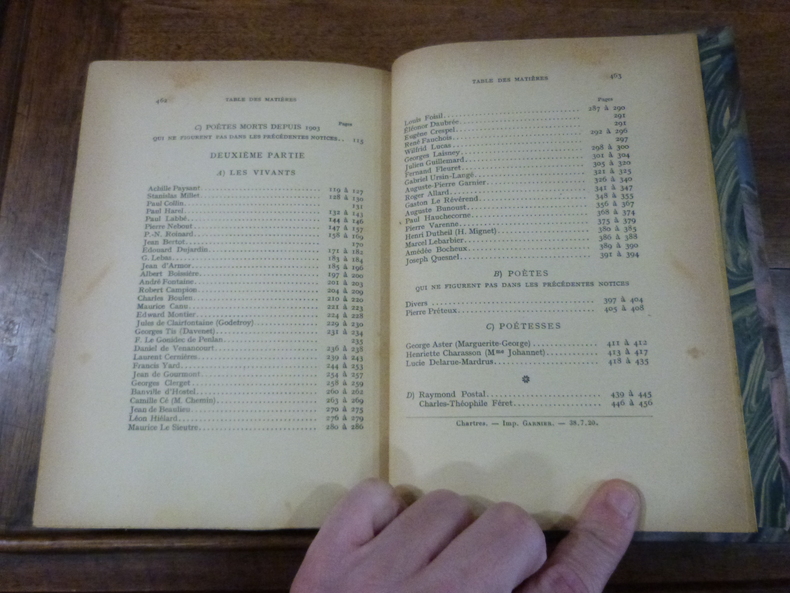 462 TABLE DES MATIÈRES
Pages
C) POÈTES MORTS DEPUIS 1903
QUI NE FIGURENT PAS DANS LES PRÉCÉDENTES NOTICES.. 115
DEUXIÈME PARTIE
A) LES VIVANTS
Achille Paysant 119 à 127
Stanislas Millet 128 à 130
Paul Collin 131
Paul Harel 132 à 143
Paul Labbé 144 à 146
Pierre Nebout 147 à 157
P.-N. Roinard 158 à 169
Jean Bertot 170
Édouard Dujardin 171 à 182
G. Lebas 183 à 184
Jean d'Armor 185 à 196
Albert Boissière 197 à 200
André Fontaine 201 à 203
Robert Campion 204 à 209
Charles Boulen 210 à 220
Maurice Canu 221 à 223
Edward Montier 224 à 228
Jules de Clairfontaine (Godefroy) 229 à 230
Georges Tis (Davenet) 231 à 234
F. Le Goaidec de Penlan 235
Daniel de Venancourt 236 à 238
Laurent Cernières 239 à 243
Francis Yard 244 à 253
Jean de Gourmont 254 à 257
Georges Clerget 258 à 259
Banville d'Hostel 260 à 262
Camille Cé (M. Chemin) 263 à 269
Jean de Beaulieu 270 à 275
Léon Hiélard 276 à 279
Maurice Le Sieutre 280 à 286
TABLE DES MATIÈRES 463
Pages
Louis Foisil 287 à 290
Éléonor Daubrée 291
Eugène Creepel 291
René Fauchois 292 à 296
Wilfrid Lucas 297
Georges Laisney 298 à 300
Julien Guillemard 301 à 304
Fernand Fleuret 305 à 320
Gabriel Ursin-Langé 321 à 325
Auguste-Pierre Garnier 326 à 340
Roger Allard 341 à 347
Gaston Le Révérend 348 à 355
Auguste Bunoust 356 à 367
Paul Hauchecorne 368 à 374
Pierre Varenne 375 à 379
Henri Dutheil (H. Mignet) 380 à 385
Marcel Lebarbier 386 à 388
Amédée Bocheux 389 à 390
Joseph Quesnel 391 à 394
B) POÈTES
QUI NE FIGURENT PAS DANS LES PRÉCÉDENTES NOTICES
Divers 397 à 404
Pierre Prétoux 405 à 408
C) POÉTESSES
George Aster (Marguerite-George) 411 à 412
Henriette Charasson (Mme Johannet) 413 à 417
Lucie Delarue-Mardrus 418 à 435
D) Raymond Postal 439 à 445
Charles-Théophile Féret 446 à 456
Chartres. — Imp. GARNIER. — 28.7.20.